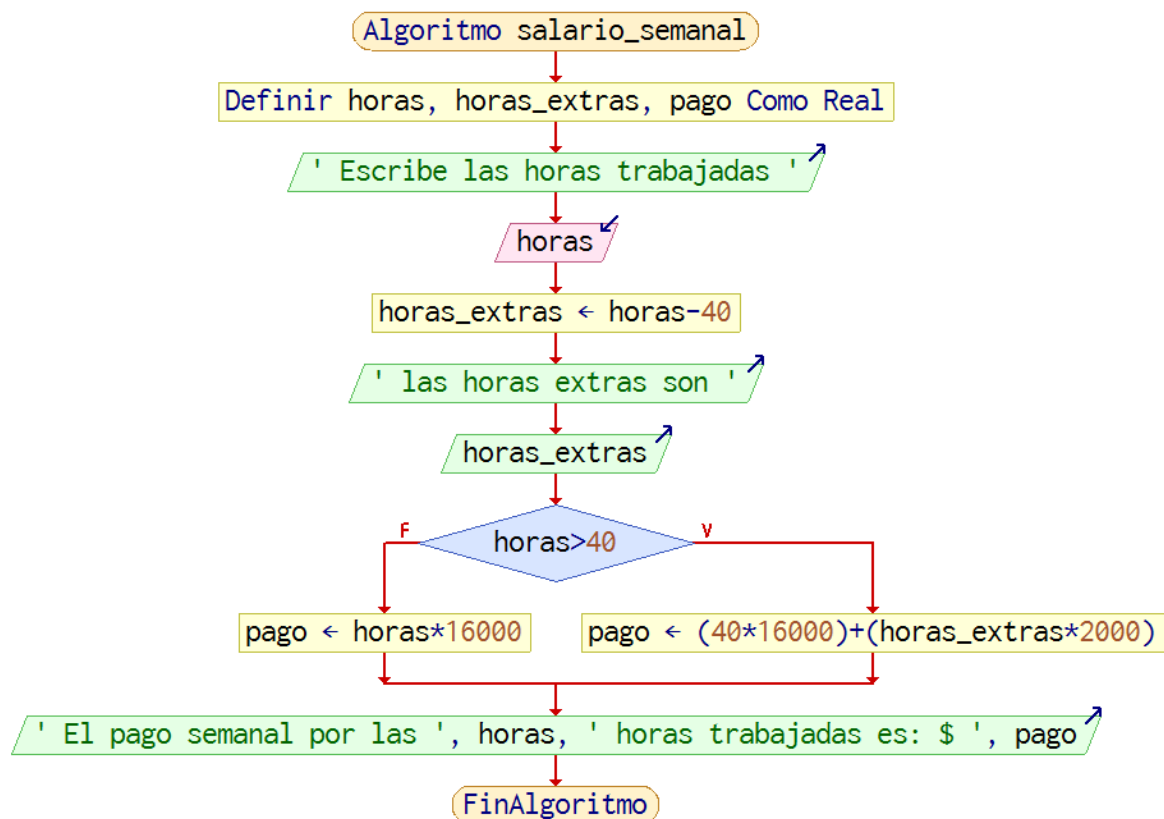 Algoritmo salario_semanal
Definir horas, horas_extras, pago Como Real
' Escribe las horas trabajadas '
horas
horas_extras ← horas-40
' las horas extras son '
horas_extras
F
horas>40
V
pago ← horas*16000
pago ← (40*16000)+(horas_extras*2000)
' El pago semanal por las ', horas, ' horas trabajadas es: $ ', pago
FinAlgoritmo